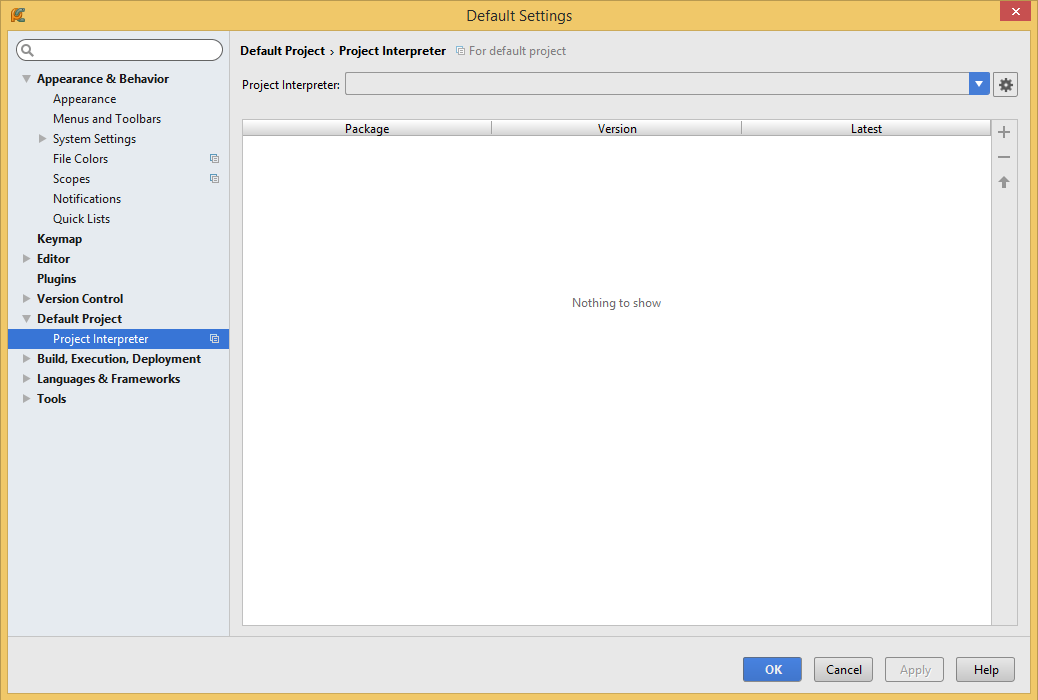 Default Settings
Default Project › Project Interpreter For default project
Project Interpreter:
Appearance & Behavior
Appearance
Menus and Toolbars
System Settings
File Colors
Scopes
Notifications
Quick Lists
Keymap
Editor
Plugins
Version Control
Default Project
Project Interpreter
Build, Execution, Deployment
Languages & Frameworks
Tools
Package Version Latest
Nothing to show
OK Cancel Apply Help